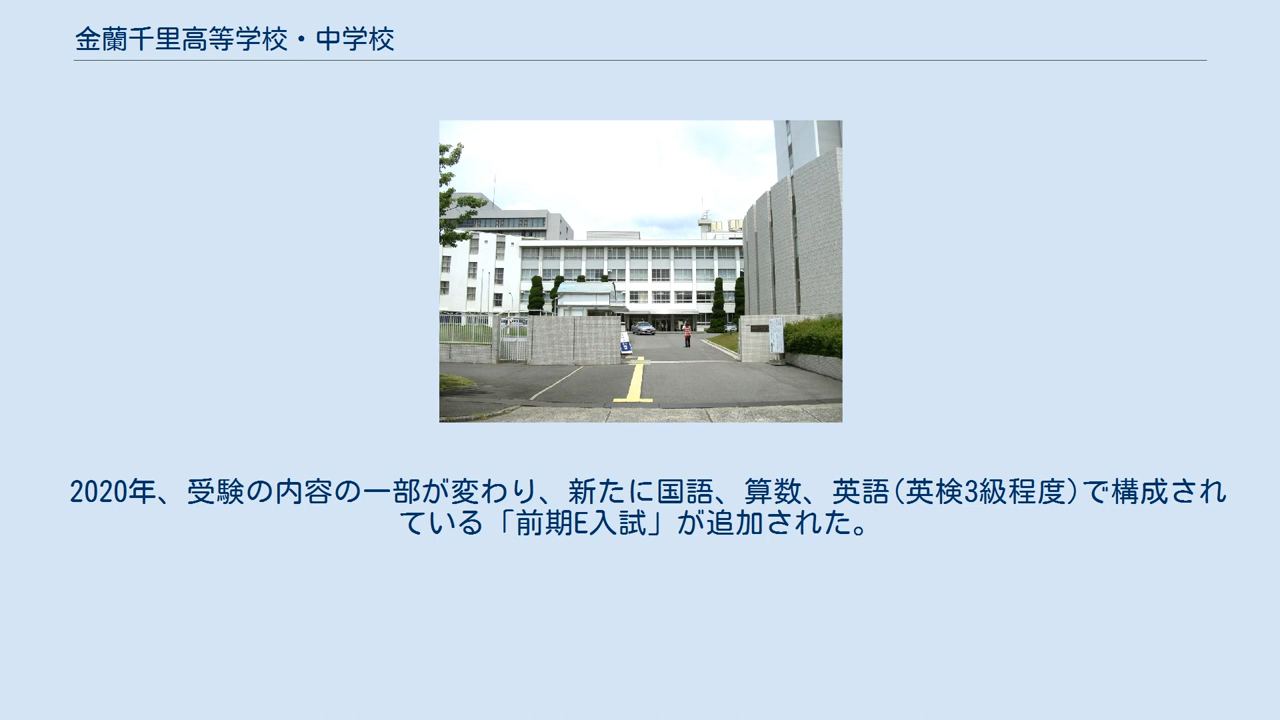 金蘭千里高等学校・中学校
2020年、受験の内容の一部が変わり、新たに国語、算数、英語(英検3級程度)で構成され
ている「前期E入試」が追加された。